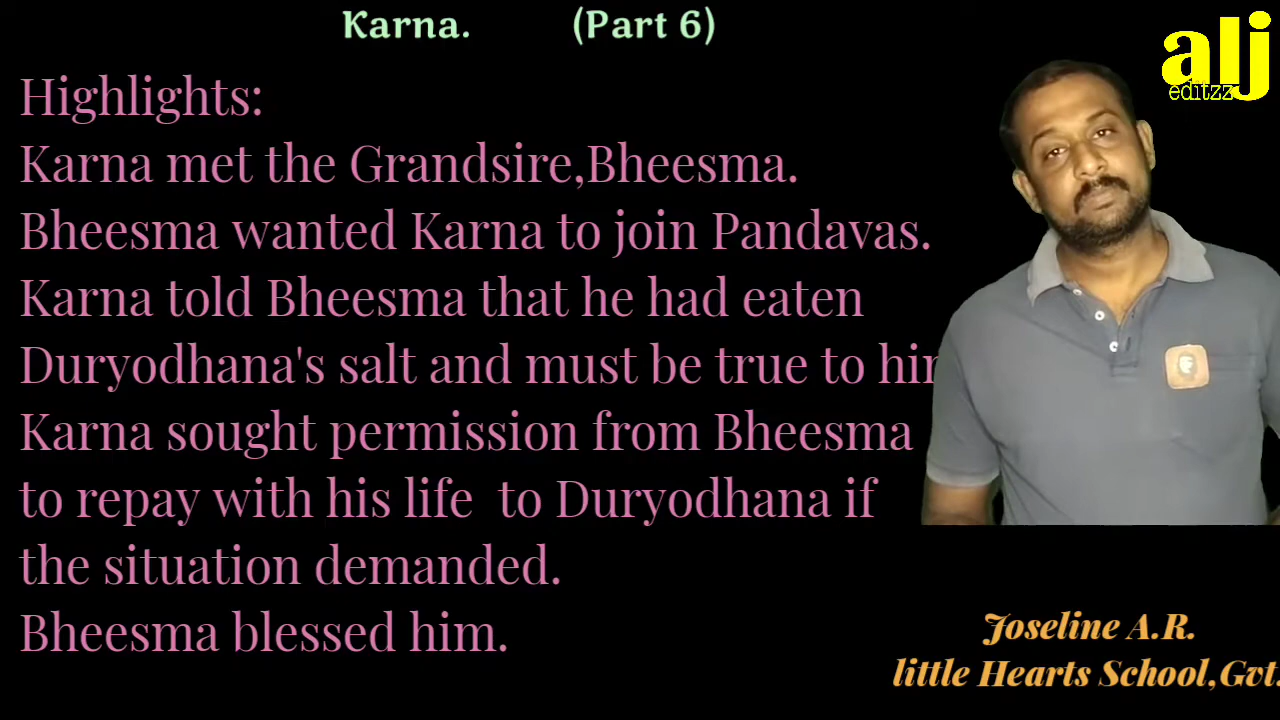 Karna. (Part 6)
alj
editzz
Highlights:
Karna met the Grandsire,Bheesma.
Bheesma wanted Karna to join Pandavas.
Karna told Bheesma that he had eaten
Duryodhana's salt and must be true to
Karna sought permission from Bheesma
to repay with his life to Duryodhana if
the situation demanded.
Bheesma blessed him.
Joseline A.R.
little Hearts School,Gvt.